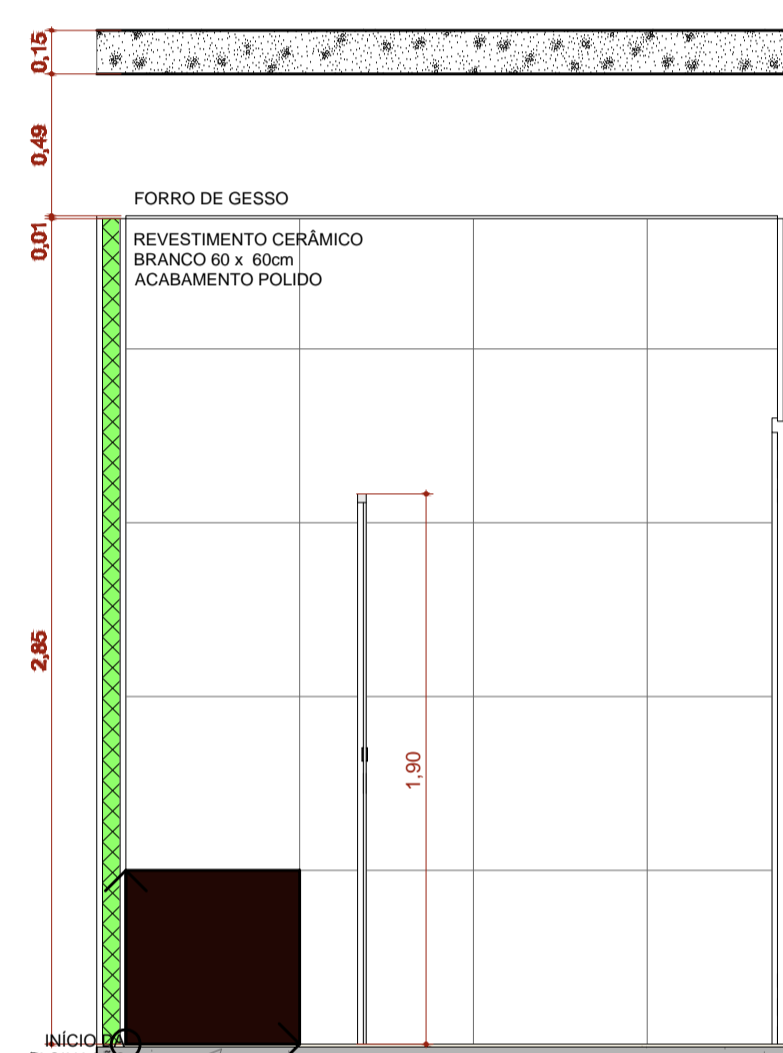 0,15
0,49
FORRO DE GESSO
0,01
REVESTIMENTO CERÂMICO
BRANCO 60 x 60cm
ACABAMENTO POLIDO
2,85
1,90
INÍCIO DA